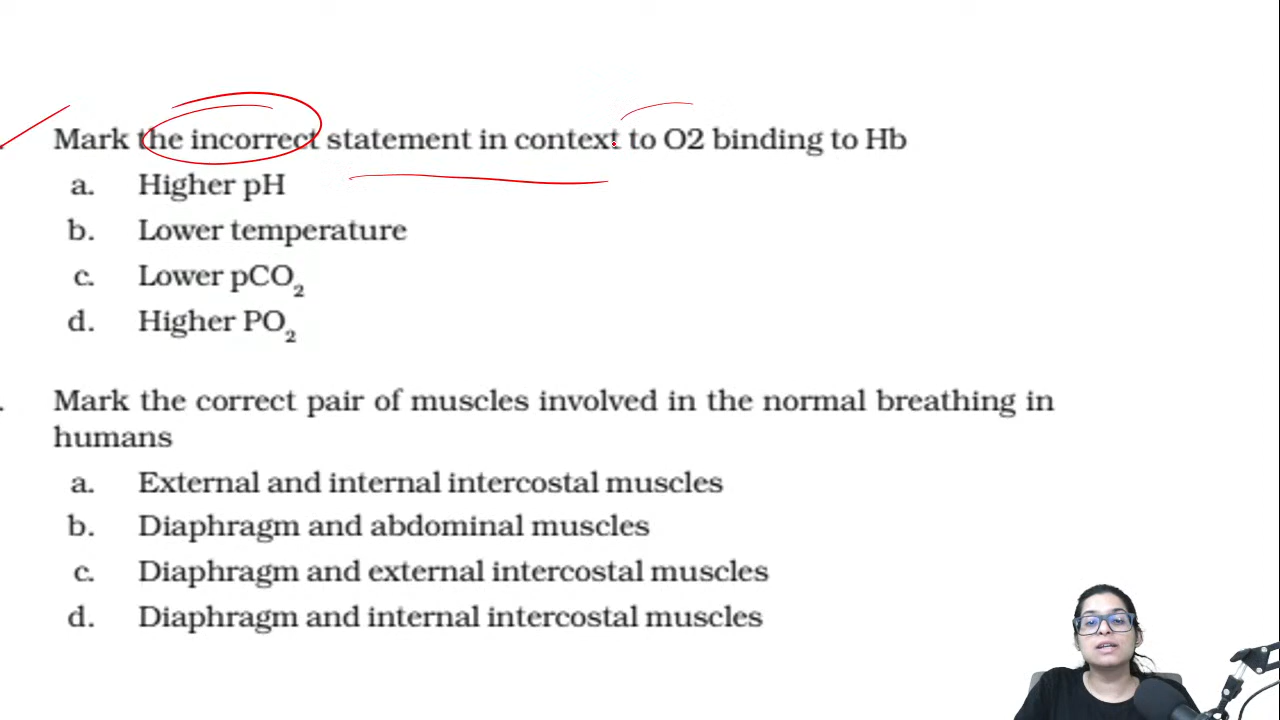 Mark the incorrect statement in context to O2 binding to Hb
a. Higher pH
b. Lower temperature
c. Lower pCO₂
d. Higher PO₂
. Mark the correct pair of muscles involved in the normal breathing in
humans
a. External and internal intercostal muscles
b. Diaphragm and abdominal muscles
c. Diaphragm and external intercostal muscles
d. Diaphragm and internal intercostal muscles